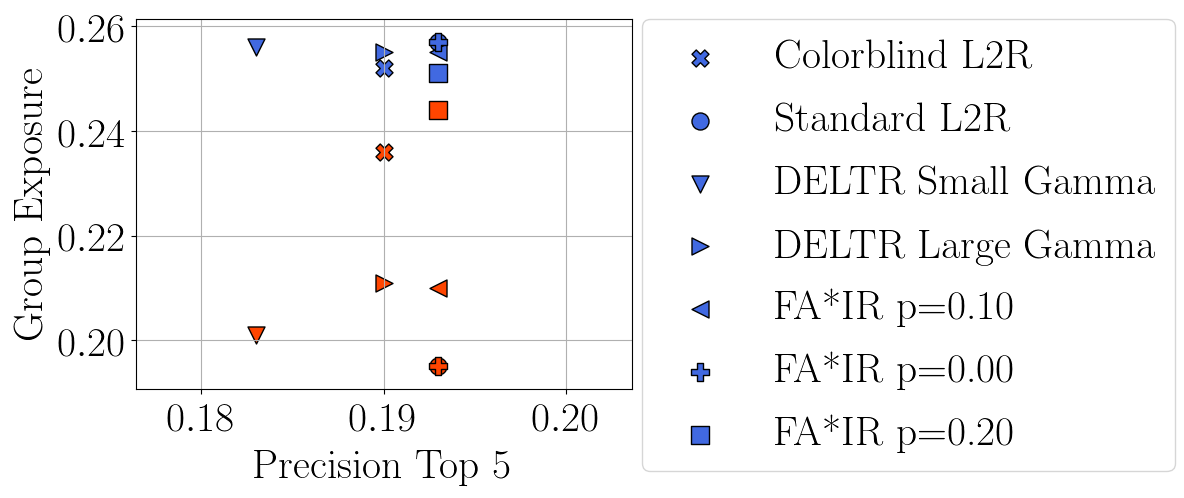 0.26
0.24
0.22
0.20
Group Exposure
0.18
0.19
0.20
Precision Top 5
Colorblind L2R
Standard L2R
DELTR Small Gamma
DELTR Large Gamma
FA*IR p=0.10
FA*IR p=0.00
FA*IR p=0.20